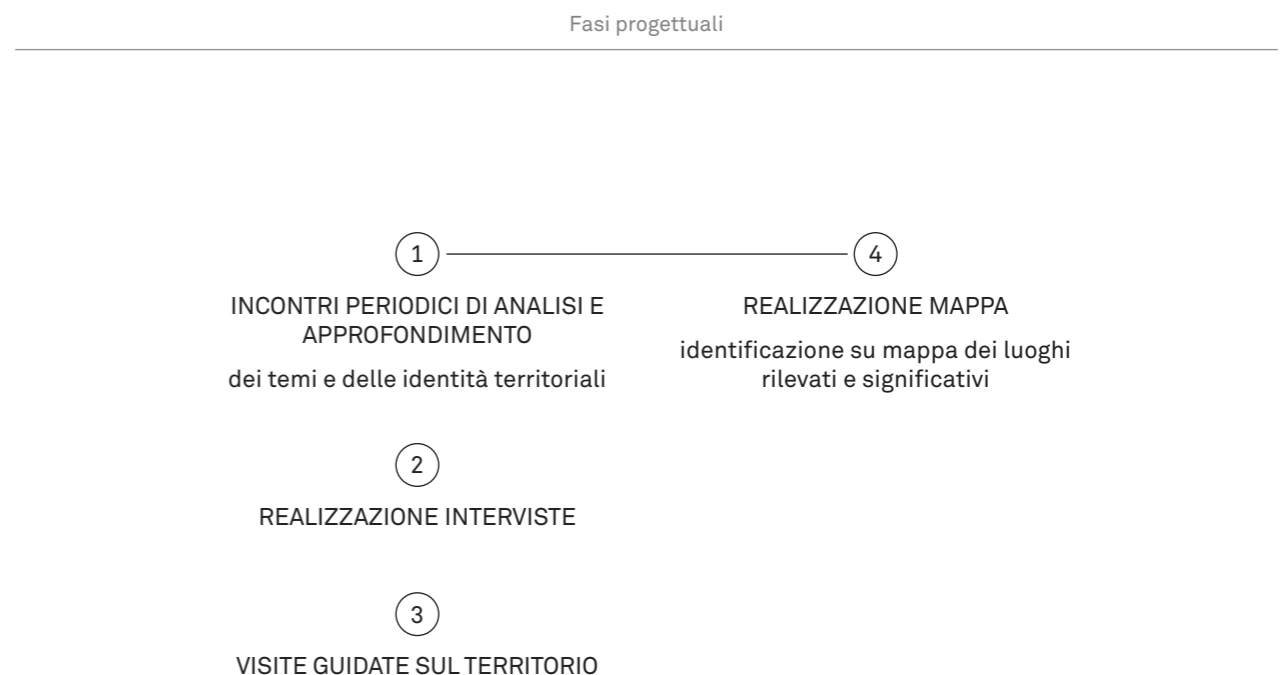 Fasi progettuali
1
INCONTRI PERIODICI DI ANALISI E
APPROFONDIMENTO
dei temi e delle identità territoriali
2
REALIZZAZIONE INTERVISTE
3
VISITE GUIDATE SUL TERRITORIO
4
REALIZZAZIONE MAPPA
identificazione su mappa dei luoghi
rilevati e significativi